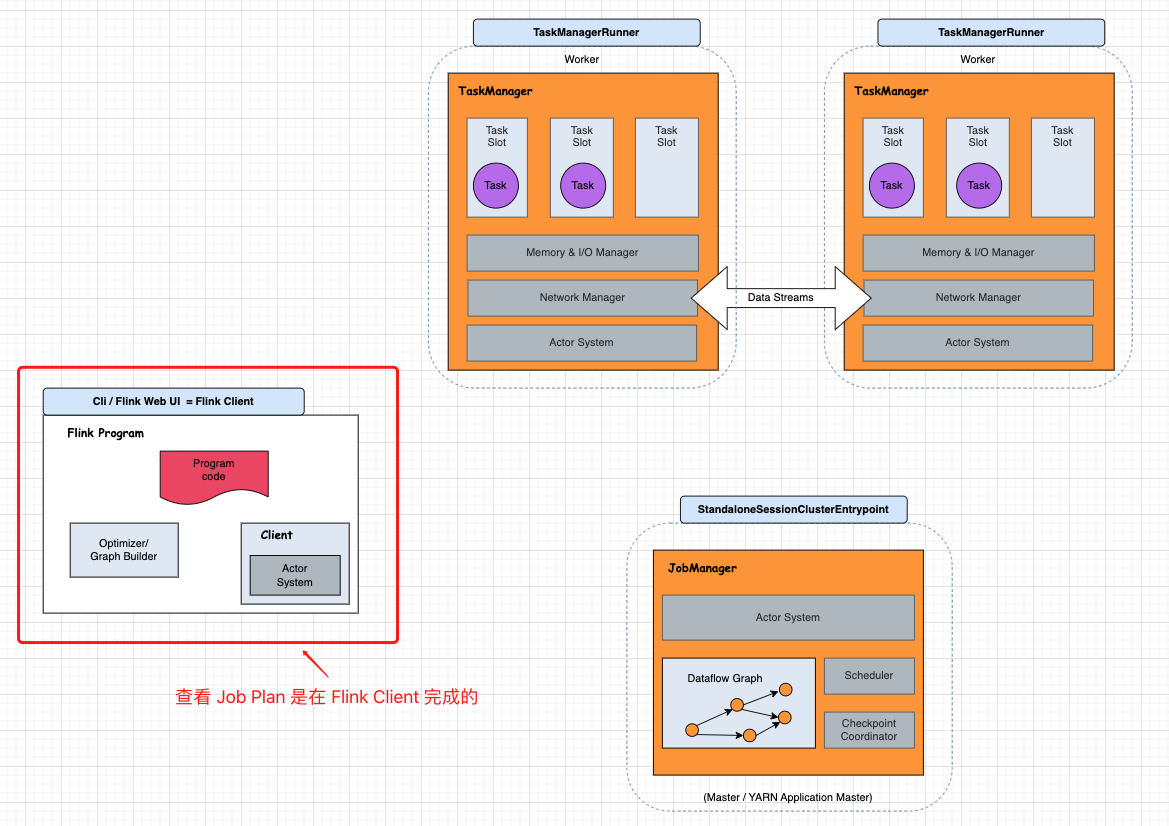 TaskManagerRunner
Worker
TaskManager
Task
Slot
Task
Task
Slot
Task
Task
Slot
Memory & I/O Manager
Network Manager
Actor System
Data Streams
TaskManagerRunner
Worker
TaskManager
Task
Slot
Task
Task
Slot
Task
Task
Slot
Memory & I/O Manager
Network Manager
Actor System
Cli / Flink Web UI = Flink Client
Flink Program
Program
code
Optimizer/
Graph Builder
Client
Actor
System
查看 Job Plan 是在 Flink Client 完成的
StandaloneSessionClusterEntrypoint
JobManager
Actor System
Dataflow Graph
Scheduler
Checkpoint
Coordinator
(Master / YARN Application Master)